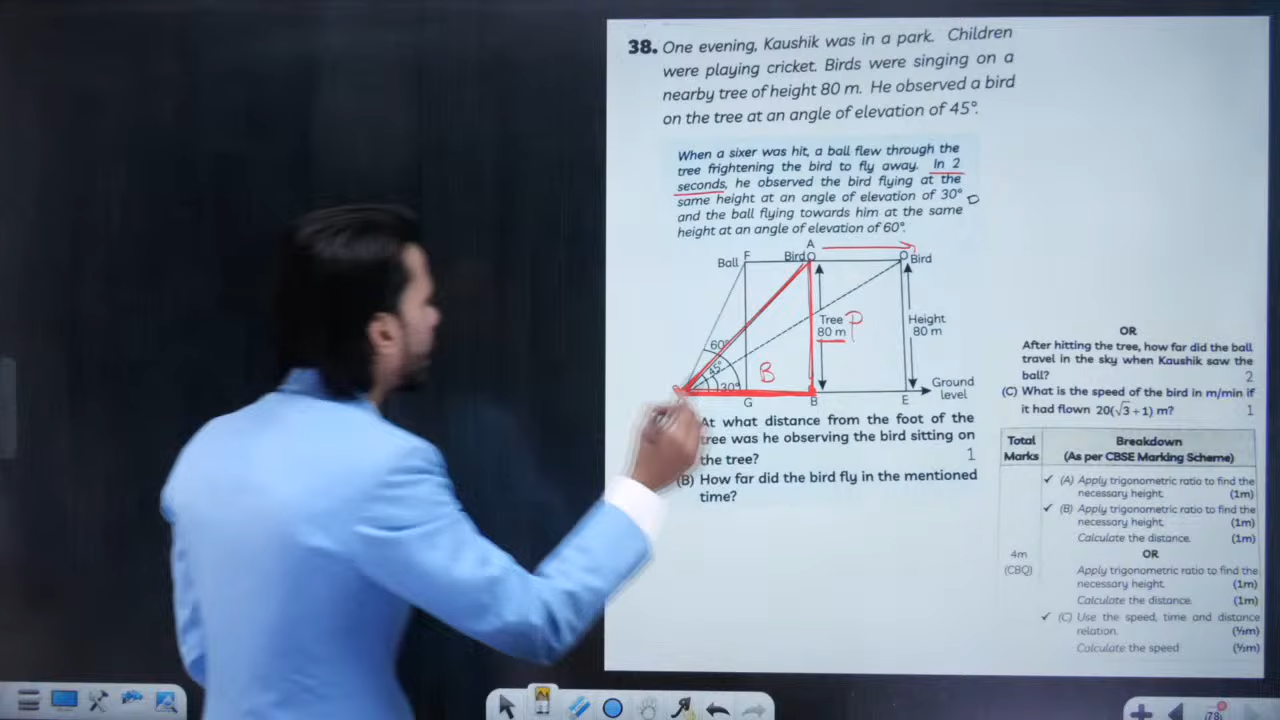 38. One evening, Kaushik was in a park. Children
were playing cricket. Birds were singing on a
nearby tree of height 80 m. He observed a bird
on the tree at an angle of elevation of 45°.
When a sixer was hit, a ball flew through the
tree frightening the bird to fly away. In 2
seconds, he observed the bird flying at the
same height at an angle of elevation of 30°
and the ball flying towards him at the same
height at an angle of elevation of 60°.
D
A
Ball F Bird Bird
Tree
80 m P
Height
80 m
60°
45°
30°
B
G B E
Ground
level
At what distance from the foot of the
tree was he observing the bird sitting on
the tree? 1
(B) How far did the bird fly in the mentioned
time?
OR
After hitting the tree, how far did the ball
travel in the sky when Kaushik saw the
ball? 2
(C) What is the speed of the bird in m/min if
it had flown 20(√3 + 1) m? 1
Total
Marks
Breakdown
(As per CBSE Marking Scheme)
4m
(CBQ)
✓ (A) Apply trigonometric ratio to find the
necessary height. (1m)
✓ (B) Apply trigonometric ratio to find the
necessary height. (1m)
Calculate the distance. (1m)
OR
Apply trigonometric ratio to find the
necessary height. (1m)
Calculate the distance. (1m)
✓ (C) Use the speed, time and distance
relation. (½m)
Calculate the speed (½m)
(78)